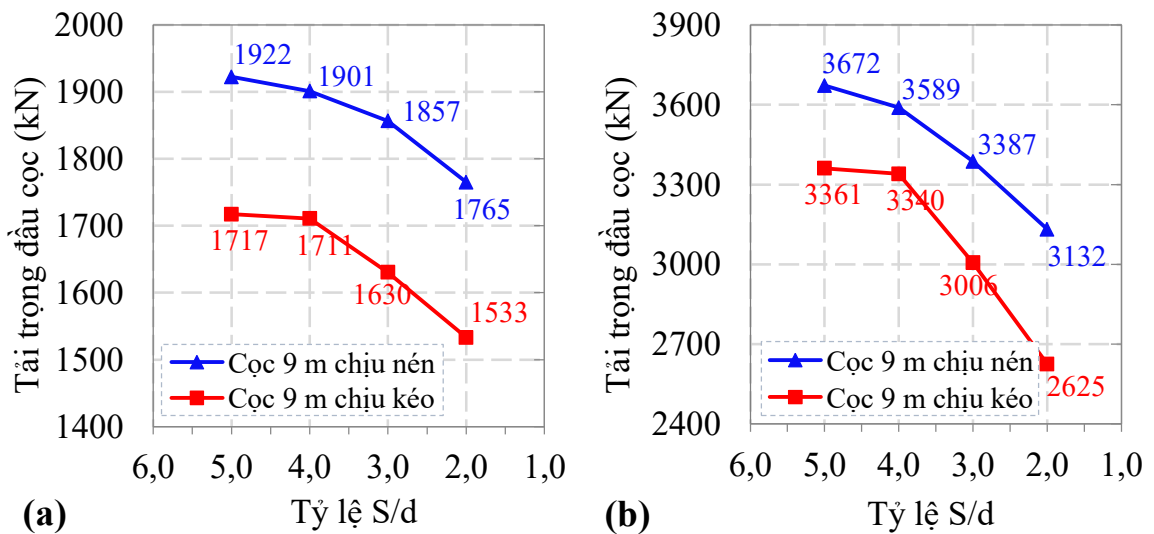 Tải trọng đầu cọc (kN)
2000
1900
1800
1700
1600
1500
1400
1922
1901
1857
1765
1717
1711
1630
1533
Cọc 9 m chịu nén
Cọc 9 m chịu kéo
6,0 5,0 4,0 3,0 2,0 1,0
Tỷ lệ S/d
(a)
Tải trọng đầu cọc (kN)
3900
3600
3300
3000
2700
2400
3672
3589
3387
3132
3361
3340
3006
2625
Cọc 9 m chịu nén
Cọc 9 m chịu kéo
6,0 5,0 4,0 3,0 2,0 1,0
Tỷ lệ S/d
(b)